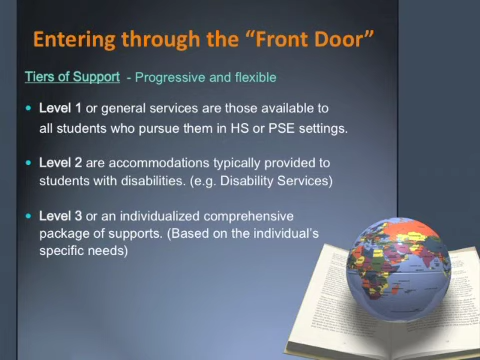 Entering through the “Front Door”
Tiers of Support - Progressive and flexible
• Level 1 or general services are those available to
all students who pursue them in HS or PSE settings.
• Level 2 are accommodations typically provided to
students with disabilities. (e.g. Disability Services)
• Level 3 or an individualized comprehensive
package of supports. (Based on the individual’s
specific needs)